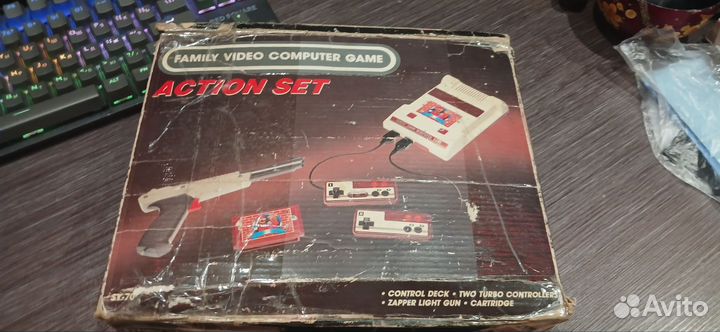 FAMILY VIDEO COMPUTER GAME
ACTION SET
• CONTROL DECK • TWO TURBO CONTROLLERS
• ZAPPER LIGHT GUN • CARTRIDGE
Avito